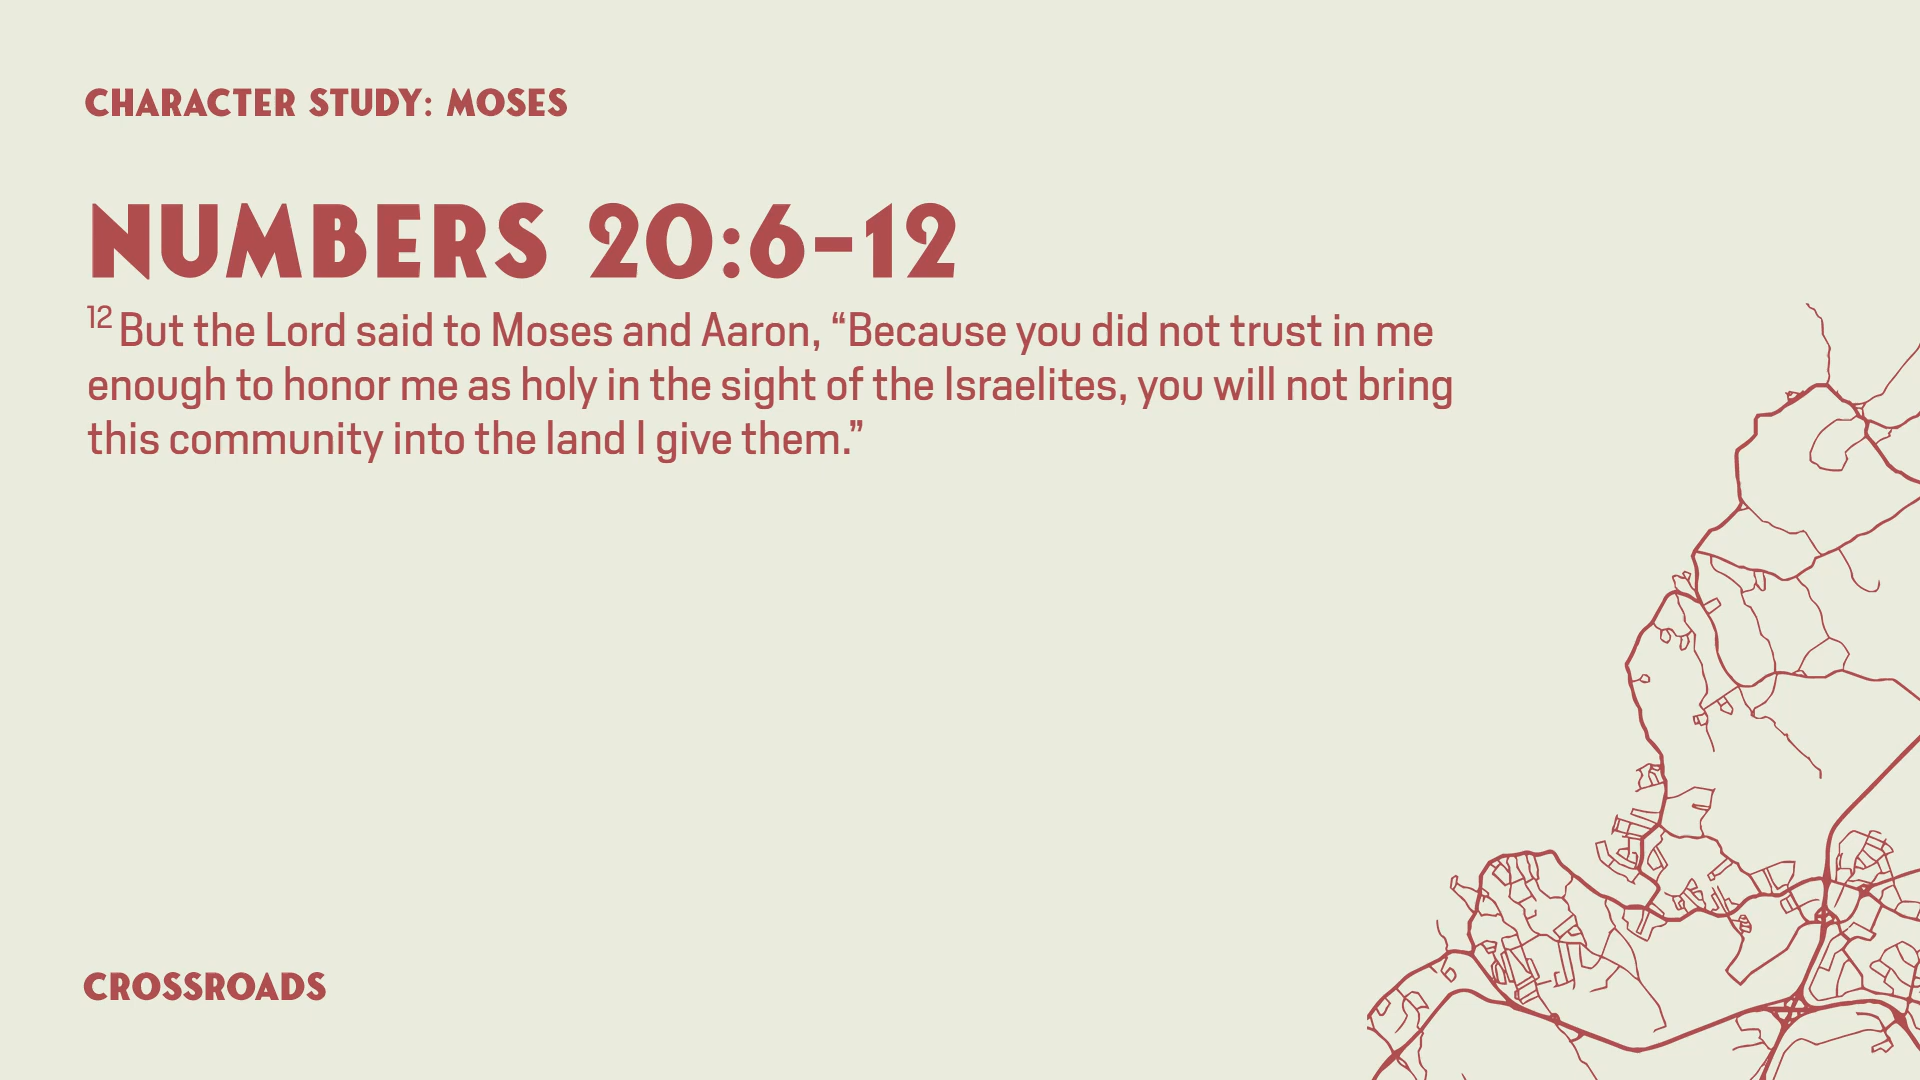 CHARACTER STUDY: MOSES
NUMBERS 20:6–12
12 But the Lord said to Moses and Aaron, “Because you did not trust in me
enough to honor me as holy in the sight of the Israelites, you will not bring
this community into the land I give them.”
CROSSROADS